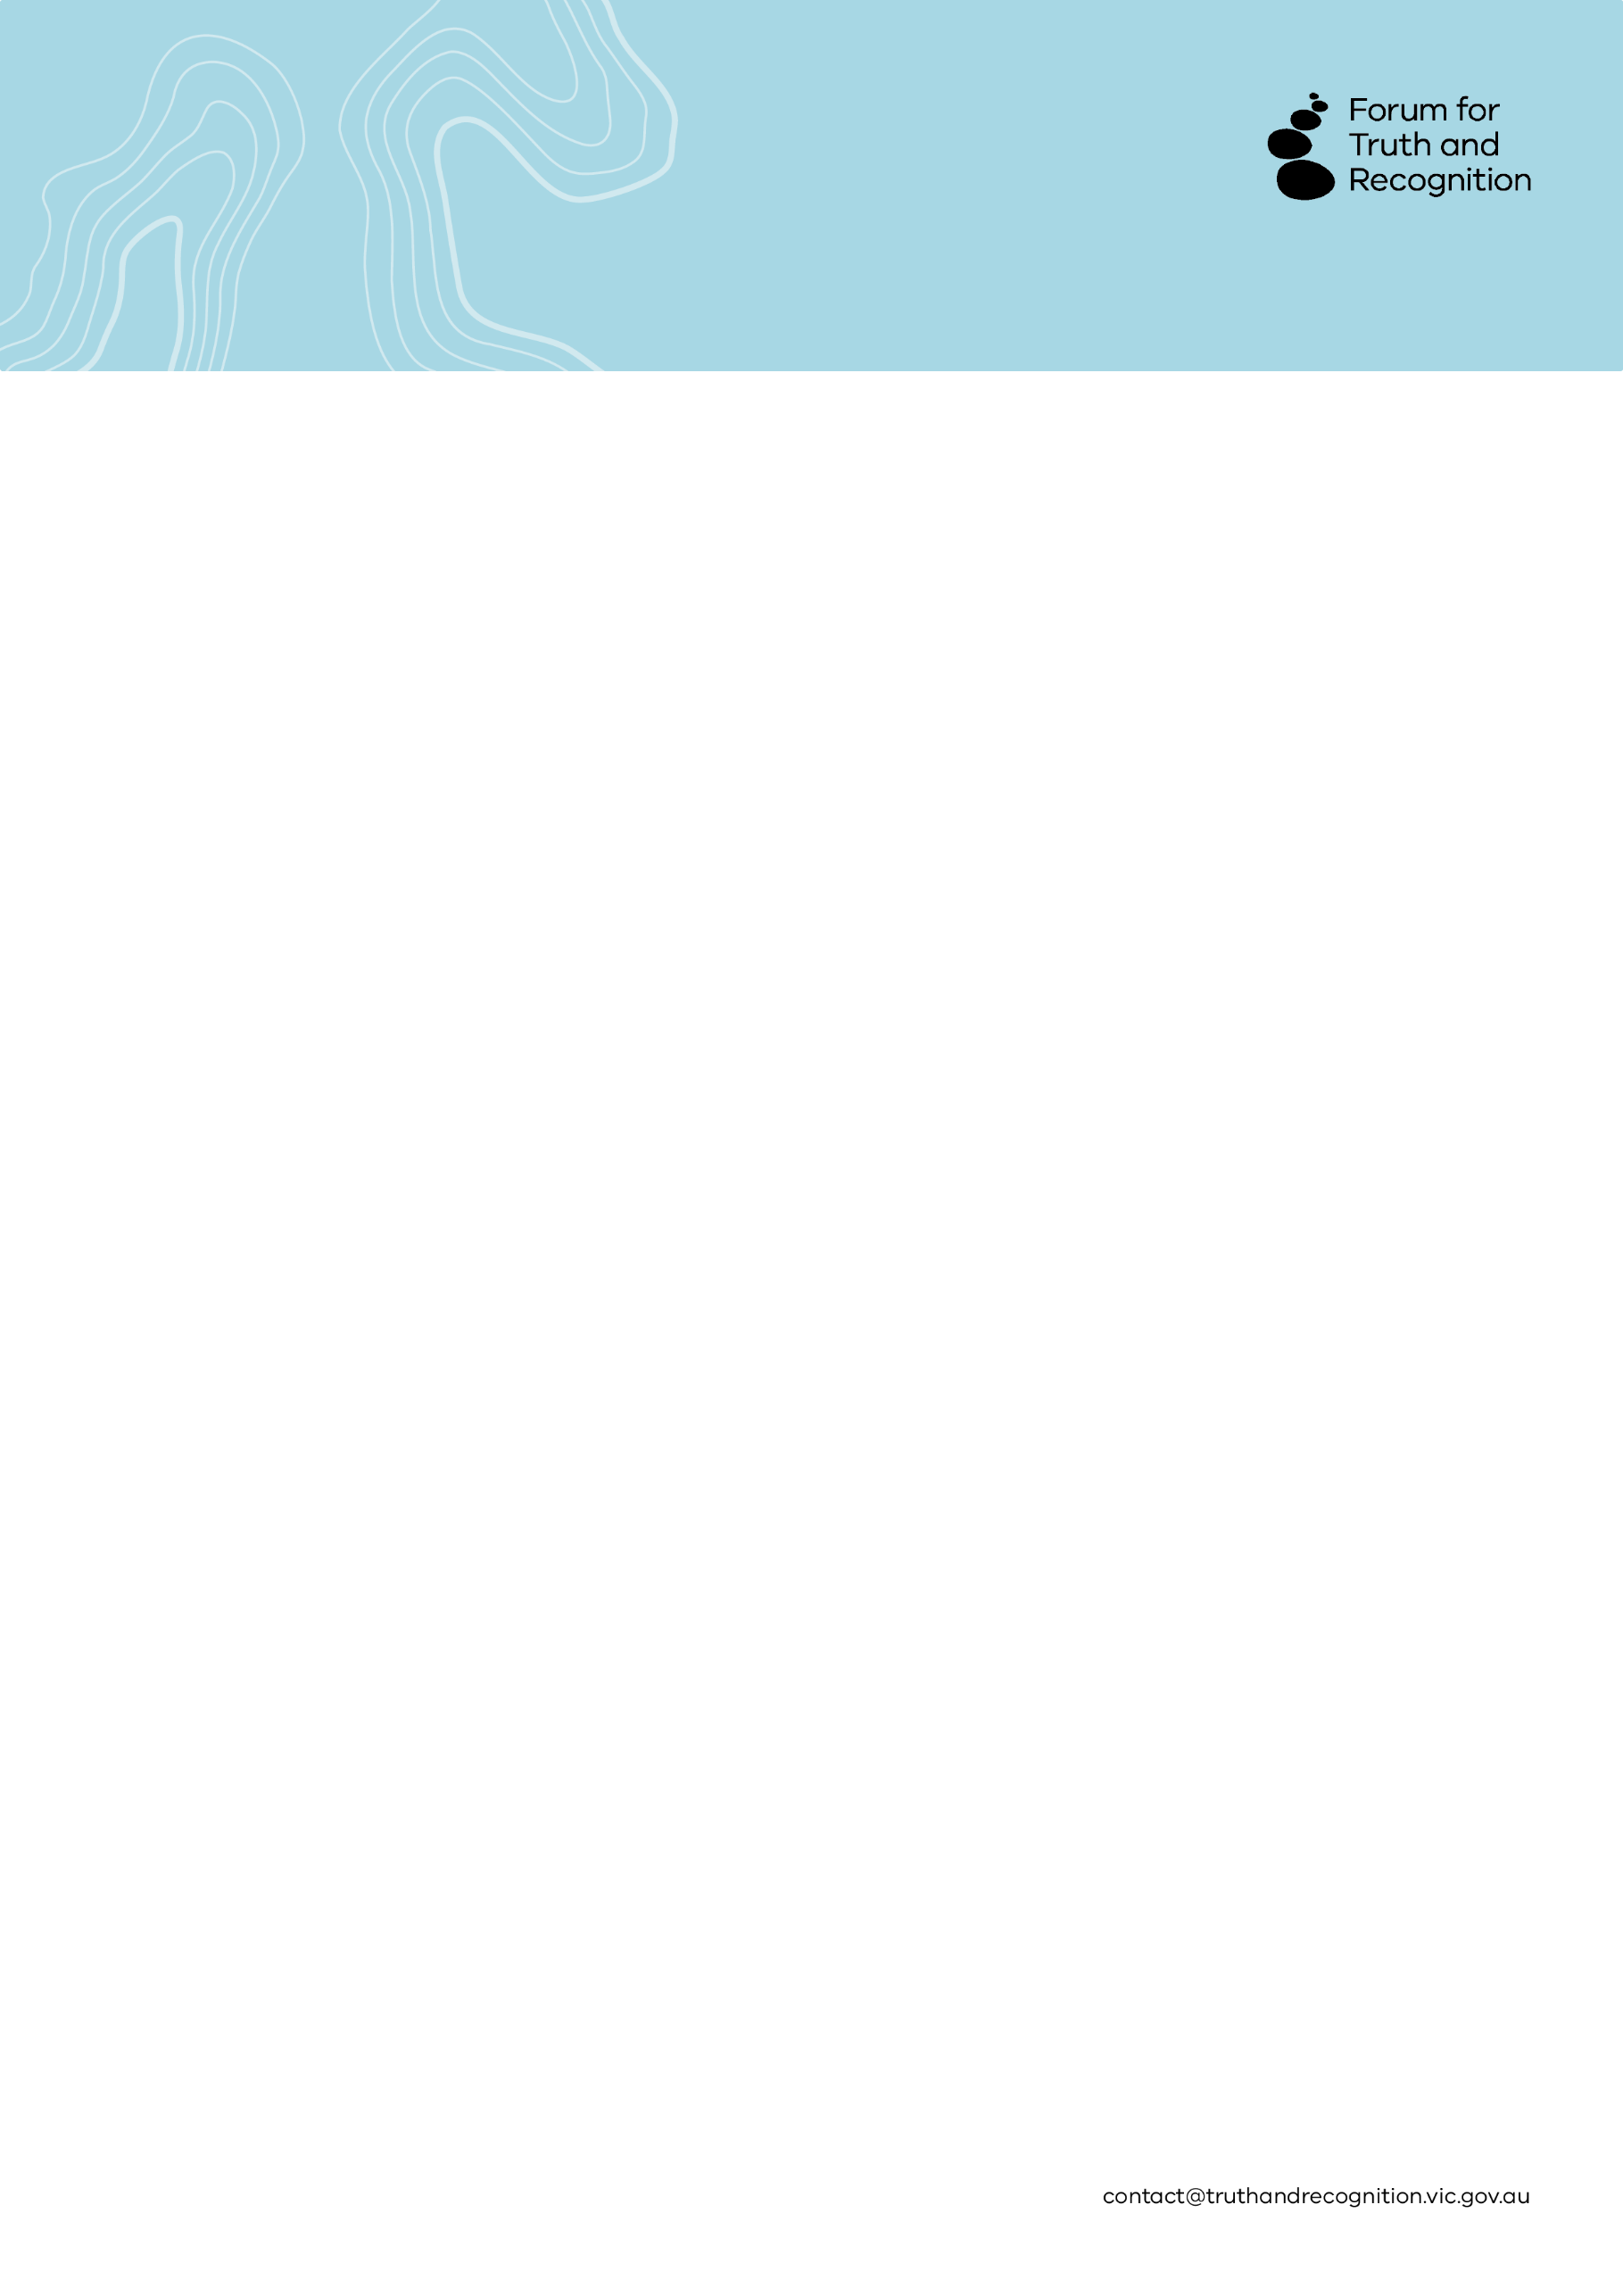 Forum for
Truth and
Recognition
contact@truthandrecognition.vic.gov.au